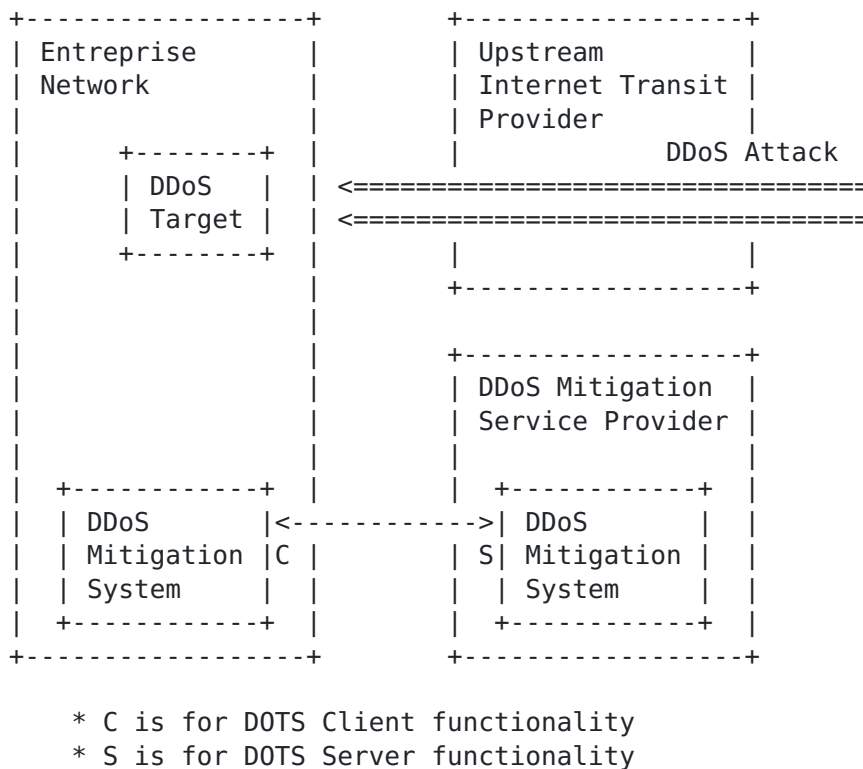 Entreprise Upstream
Network Internet Transit
Provider
DDoS Attack
DDoS
Target
DDoS Mitigation
Service Provider
DDoS DDoS
Mitigation C S Mitigation
System System
* C is for DOTS Client functionality
* S is for DOTS Server functionality